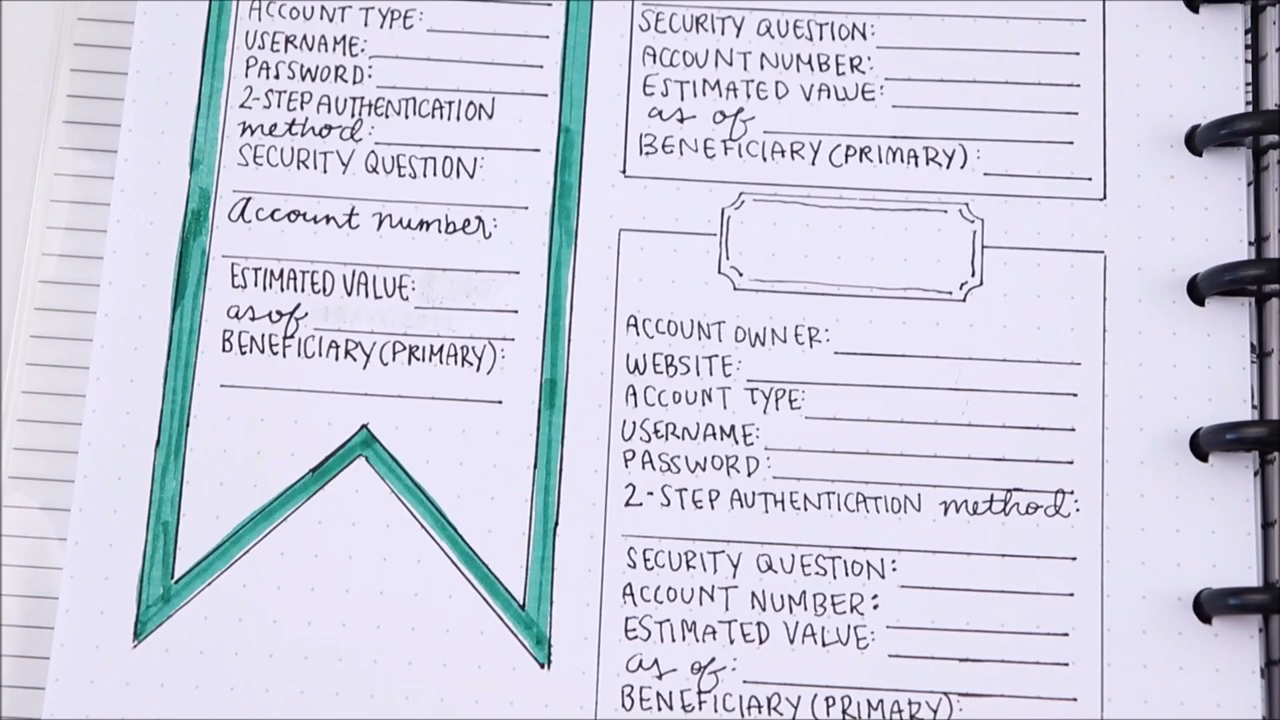 ACCOUNT TYPE:
USERNAME:
PASSWORD:
2-STEP AUTHENTICATION
method:
SECURITY QUESTION:
Account number:
ESTIMATED VALUE:
as of
BENEFICIARY (PRIMARY):
SECURITY QUESTION:
ACCOUNT NUMBER:
ESTIMATED VALUE:
as of
BENEFICIARY (PRIMARY):
ACCOUNT OWNER:
WEBSITE:
ACCOUNT TYPE:
USERNAME:
PASSWORD:
2-STEP AUTHENTICATION method:
SECURITY QUESTION:
ACCOUNT NUMBER:
ESTIMATED VALUE:
as of:
BENEFICIARY (PRIMARY):